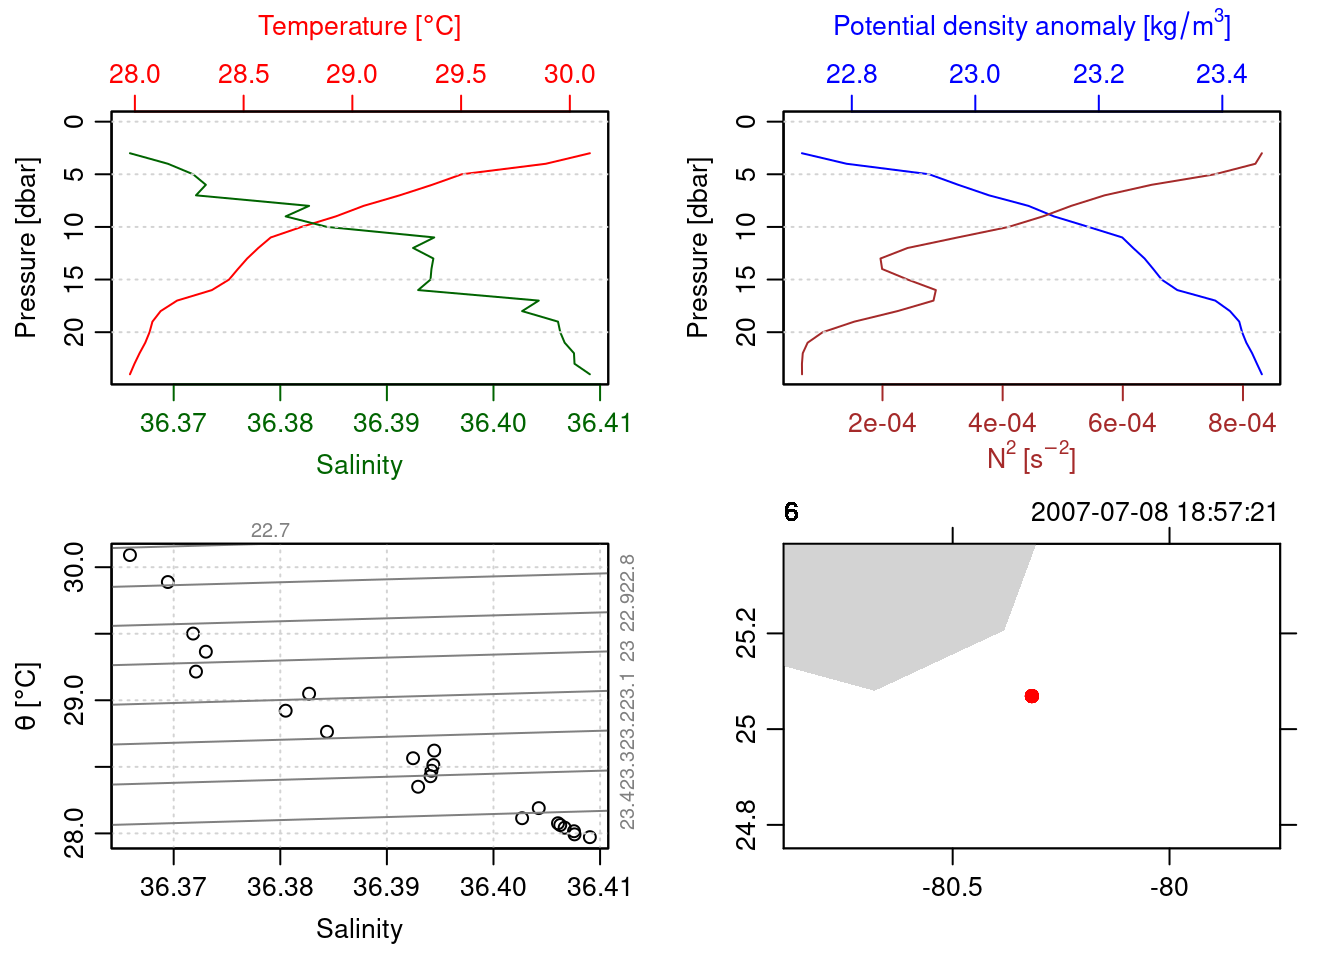 Temperature [°C]
28.0 28.5 29.0 29.5 30.0
Pressure [dbar]
0 5 10 15 20
36.37 36.38 36.39 36.40 36.41
Salinity
Potential density anomaly [kg/m³]
22.8 23.0 23.2 23.4
Pressure [dbar]
0 5 10 15 20
2e-04 4e-04 6e-04 8e-04
N² [s⁻²]
22.7
θ [°C]
30.0 29.0 28.0
22.8
22.9
23
23.1
23.2
23.3
23.4
36.37 36.38 36.39 36.40 36.41
Salinity
6 2007-07-08 18:57:21
25.2 25 24.8
-80.5 -80